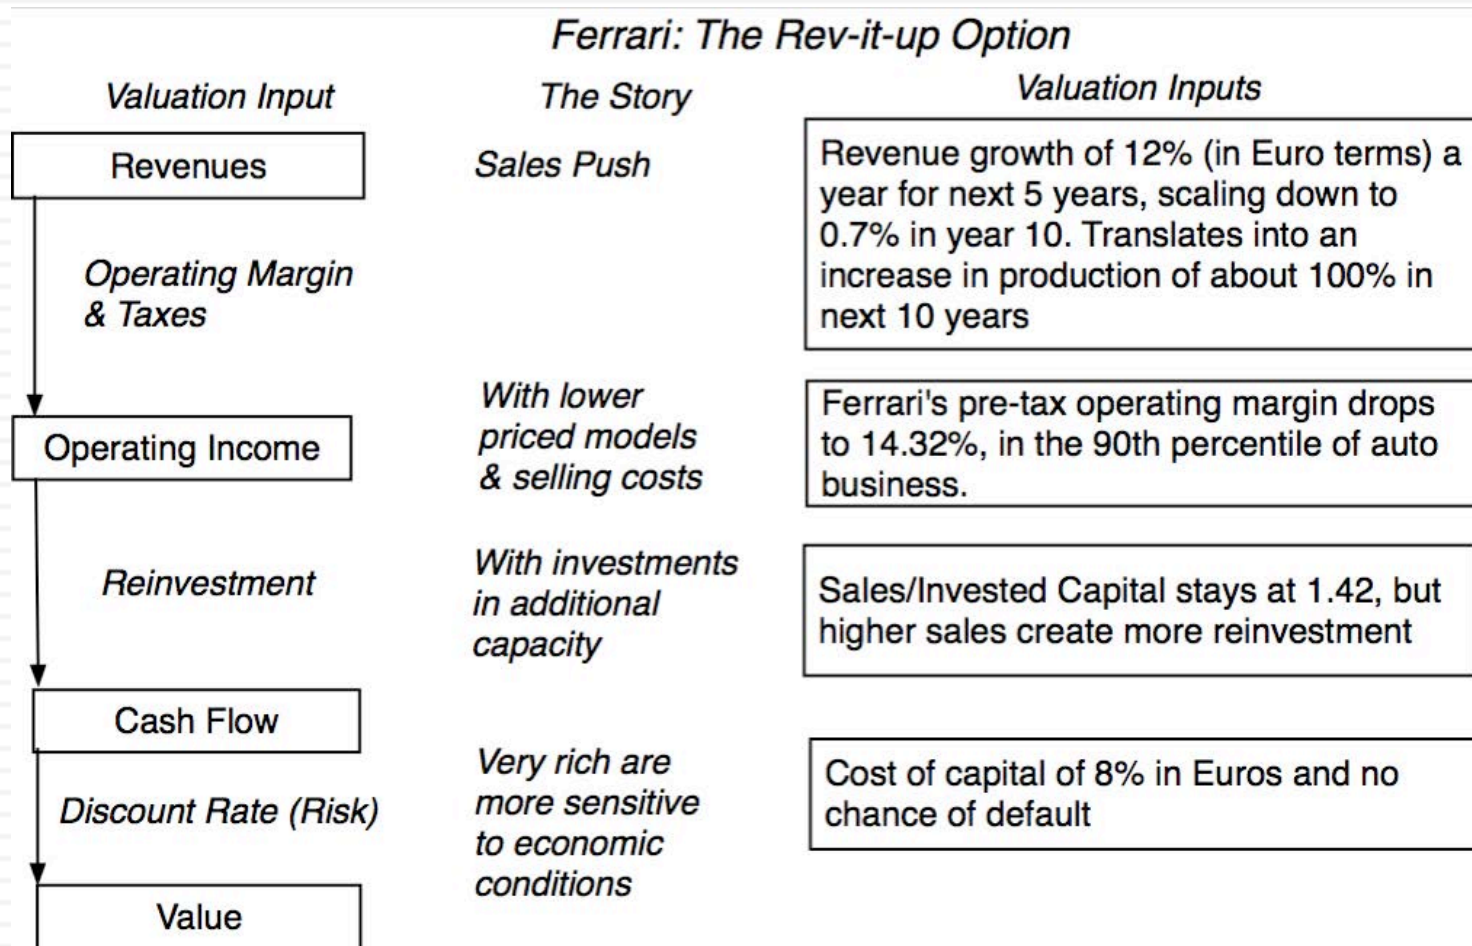 Ferrari: The Rev-it-up Option
Valuation Input
The Story
Valuation Inputs
Revenues
Sales Push
Revenue growth of 12% (in Euro terms) a
year for next 5 years, scaling down to
0.7% in year 10. Translates into an
increase in production of about 100% in
next 10 years
Operating Margin
& Taxes
Operating Income
With lower
priced models
& selling costs
Ferrari's pre-tax operating margin drops
to 14.32%, in the 90th percentile of auto
business.
Reinvestment
With investments
in additional
capacity
Sales/Invested Capital stays at 1.42, but
higher sales create more reinvestment
Cash Flow
Discount Rate (Risk)
Very rich are
more sensitive
to economic
conditions
Cost of capital of 8% in Euros and no
chance of default
Value